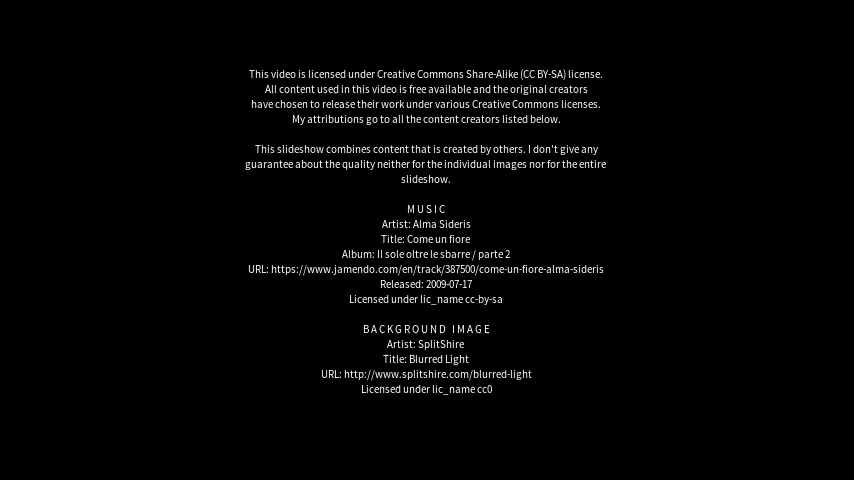 This video is licensed under Creative Commons Share-Alike (CC BY-SA) license.
All content used in this video is free available and the original creators
have chosen to release their work under various Creative Commons licenses.
My attributions go to all the content creators listed below.
This slideshow combines content that is created by others. I don't give any
guarantee about the quality neither for the individual images nor for the entire
slideshow.
MUSIC
Artist: Alma Sideris
Title: Come un fiore
Album: Il sole oltre le sbarre / parte 2
URL: https://www.jamendo.com/en/track/387500/come-un-fiore-alma-sideris
Released: 2009-07-17
Licensed under lic_name cc-by-sa
BACKGROUND IMAGE
Artist: SplitShire
Title: Blurred Light
URL: http://www.splitshire.com/blurred-light
Licensed under lic_name cc0